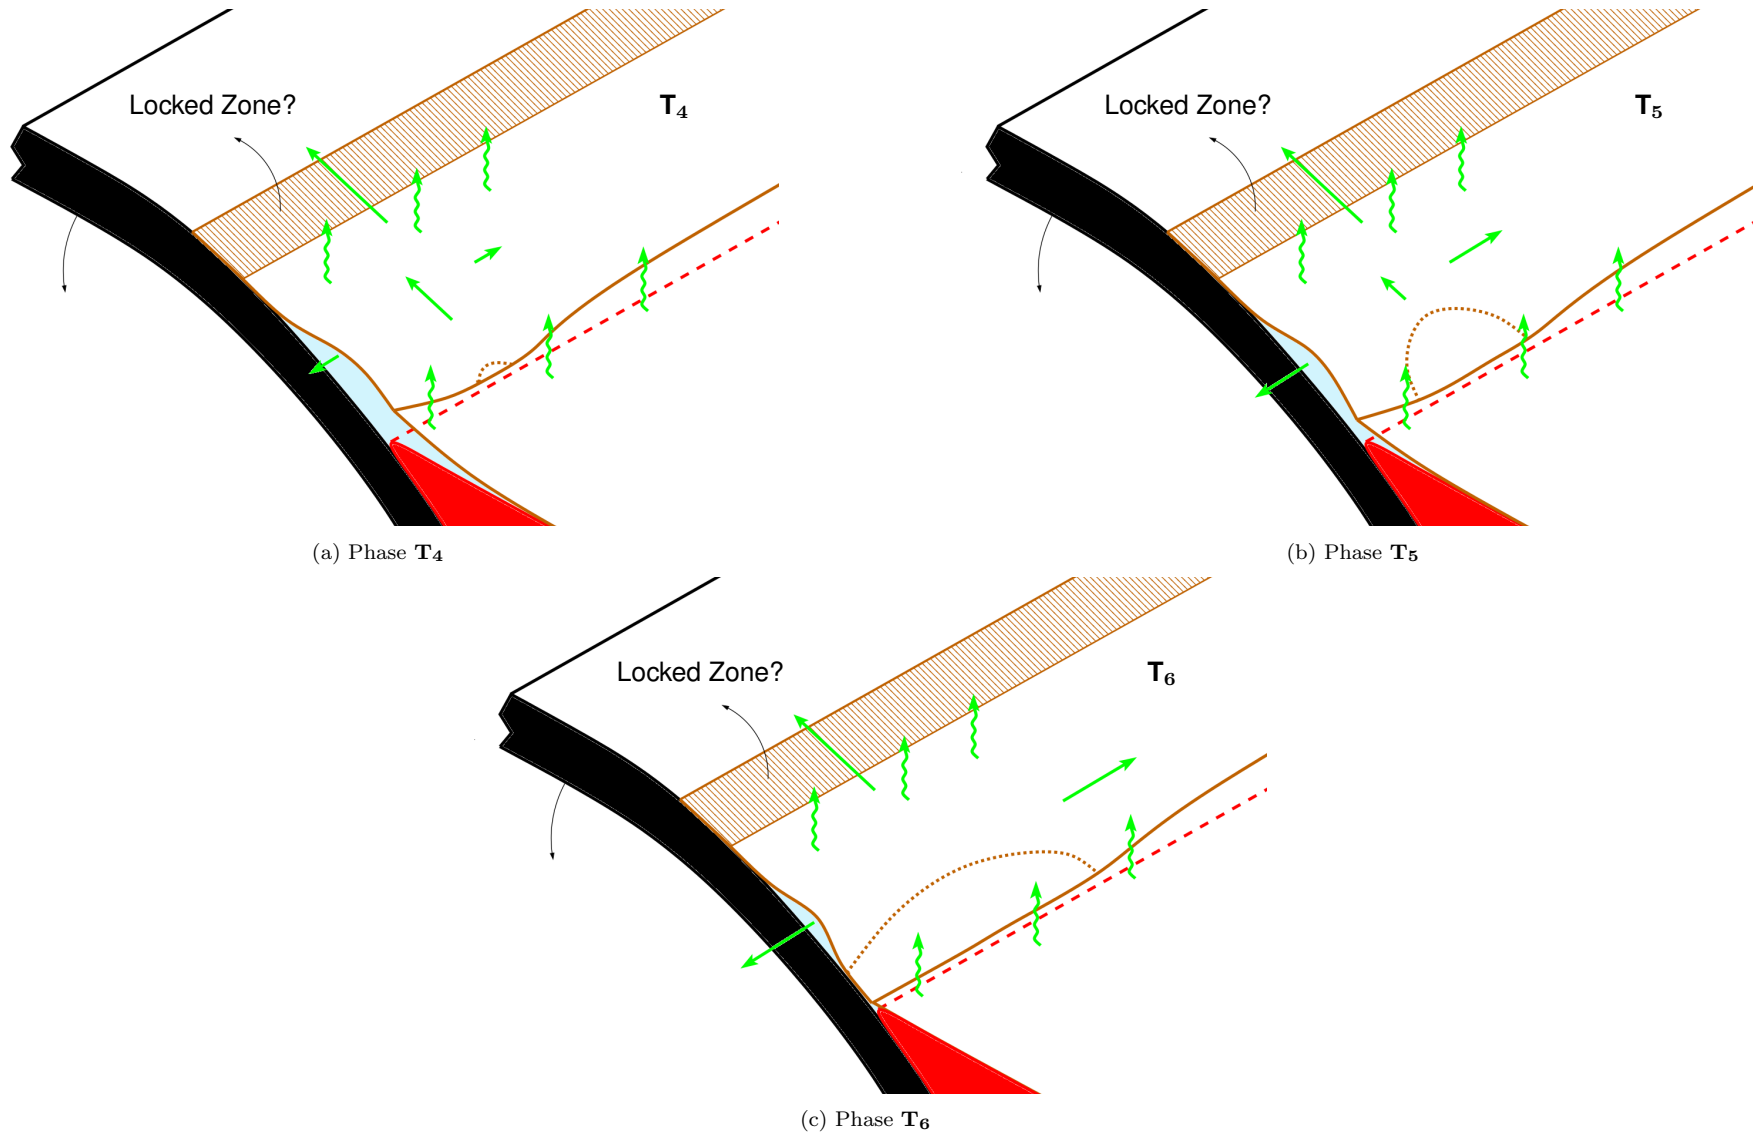 Locked Zone?
T₄
Locked Zone?
T₅
(a) Phase T₄
(b) Phase T₅
Locked Zone?
T₆
(c) Phase T₆